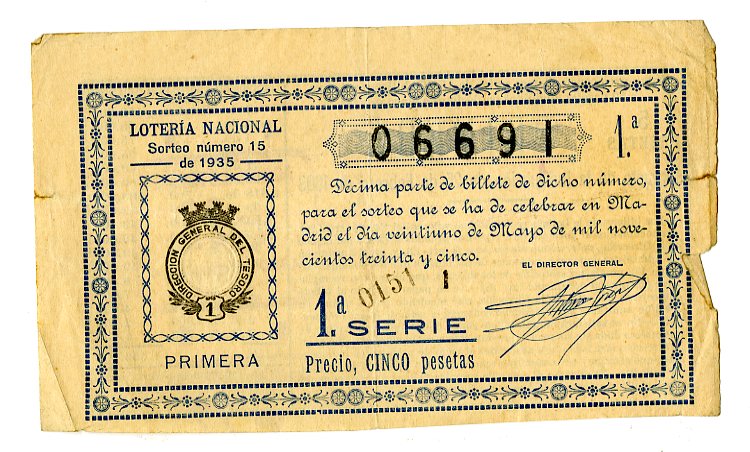 LOTERÍA NACIONAL
Sorteo número 15
de 1935
06691
1.ª
Décima parte de billete de dicho número,
para el sorteo que se ha de celebrar en Ma-
drid el día veintiuno de Mayo de mil nove-
cientos treinta y cinco.
EL DIRECTOR GENERAL
DIRECCION GENERAL DEL TESORO
1
PRIMERA
1.ª SERIE
0151 1
Precio, CINCO pesetas